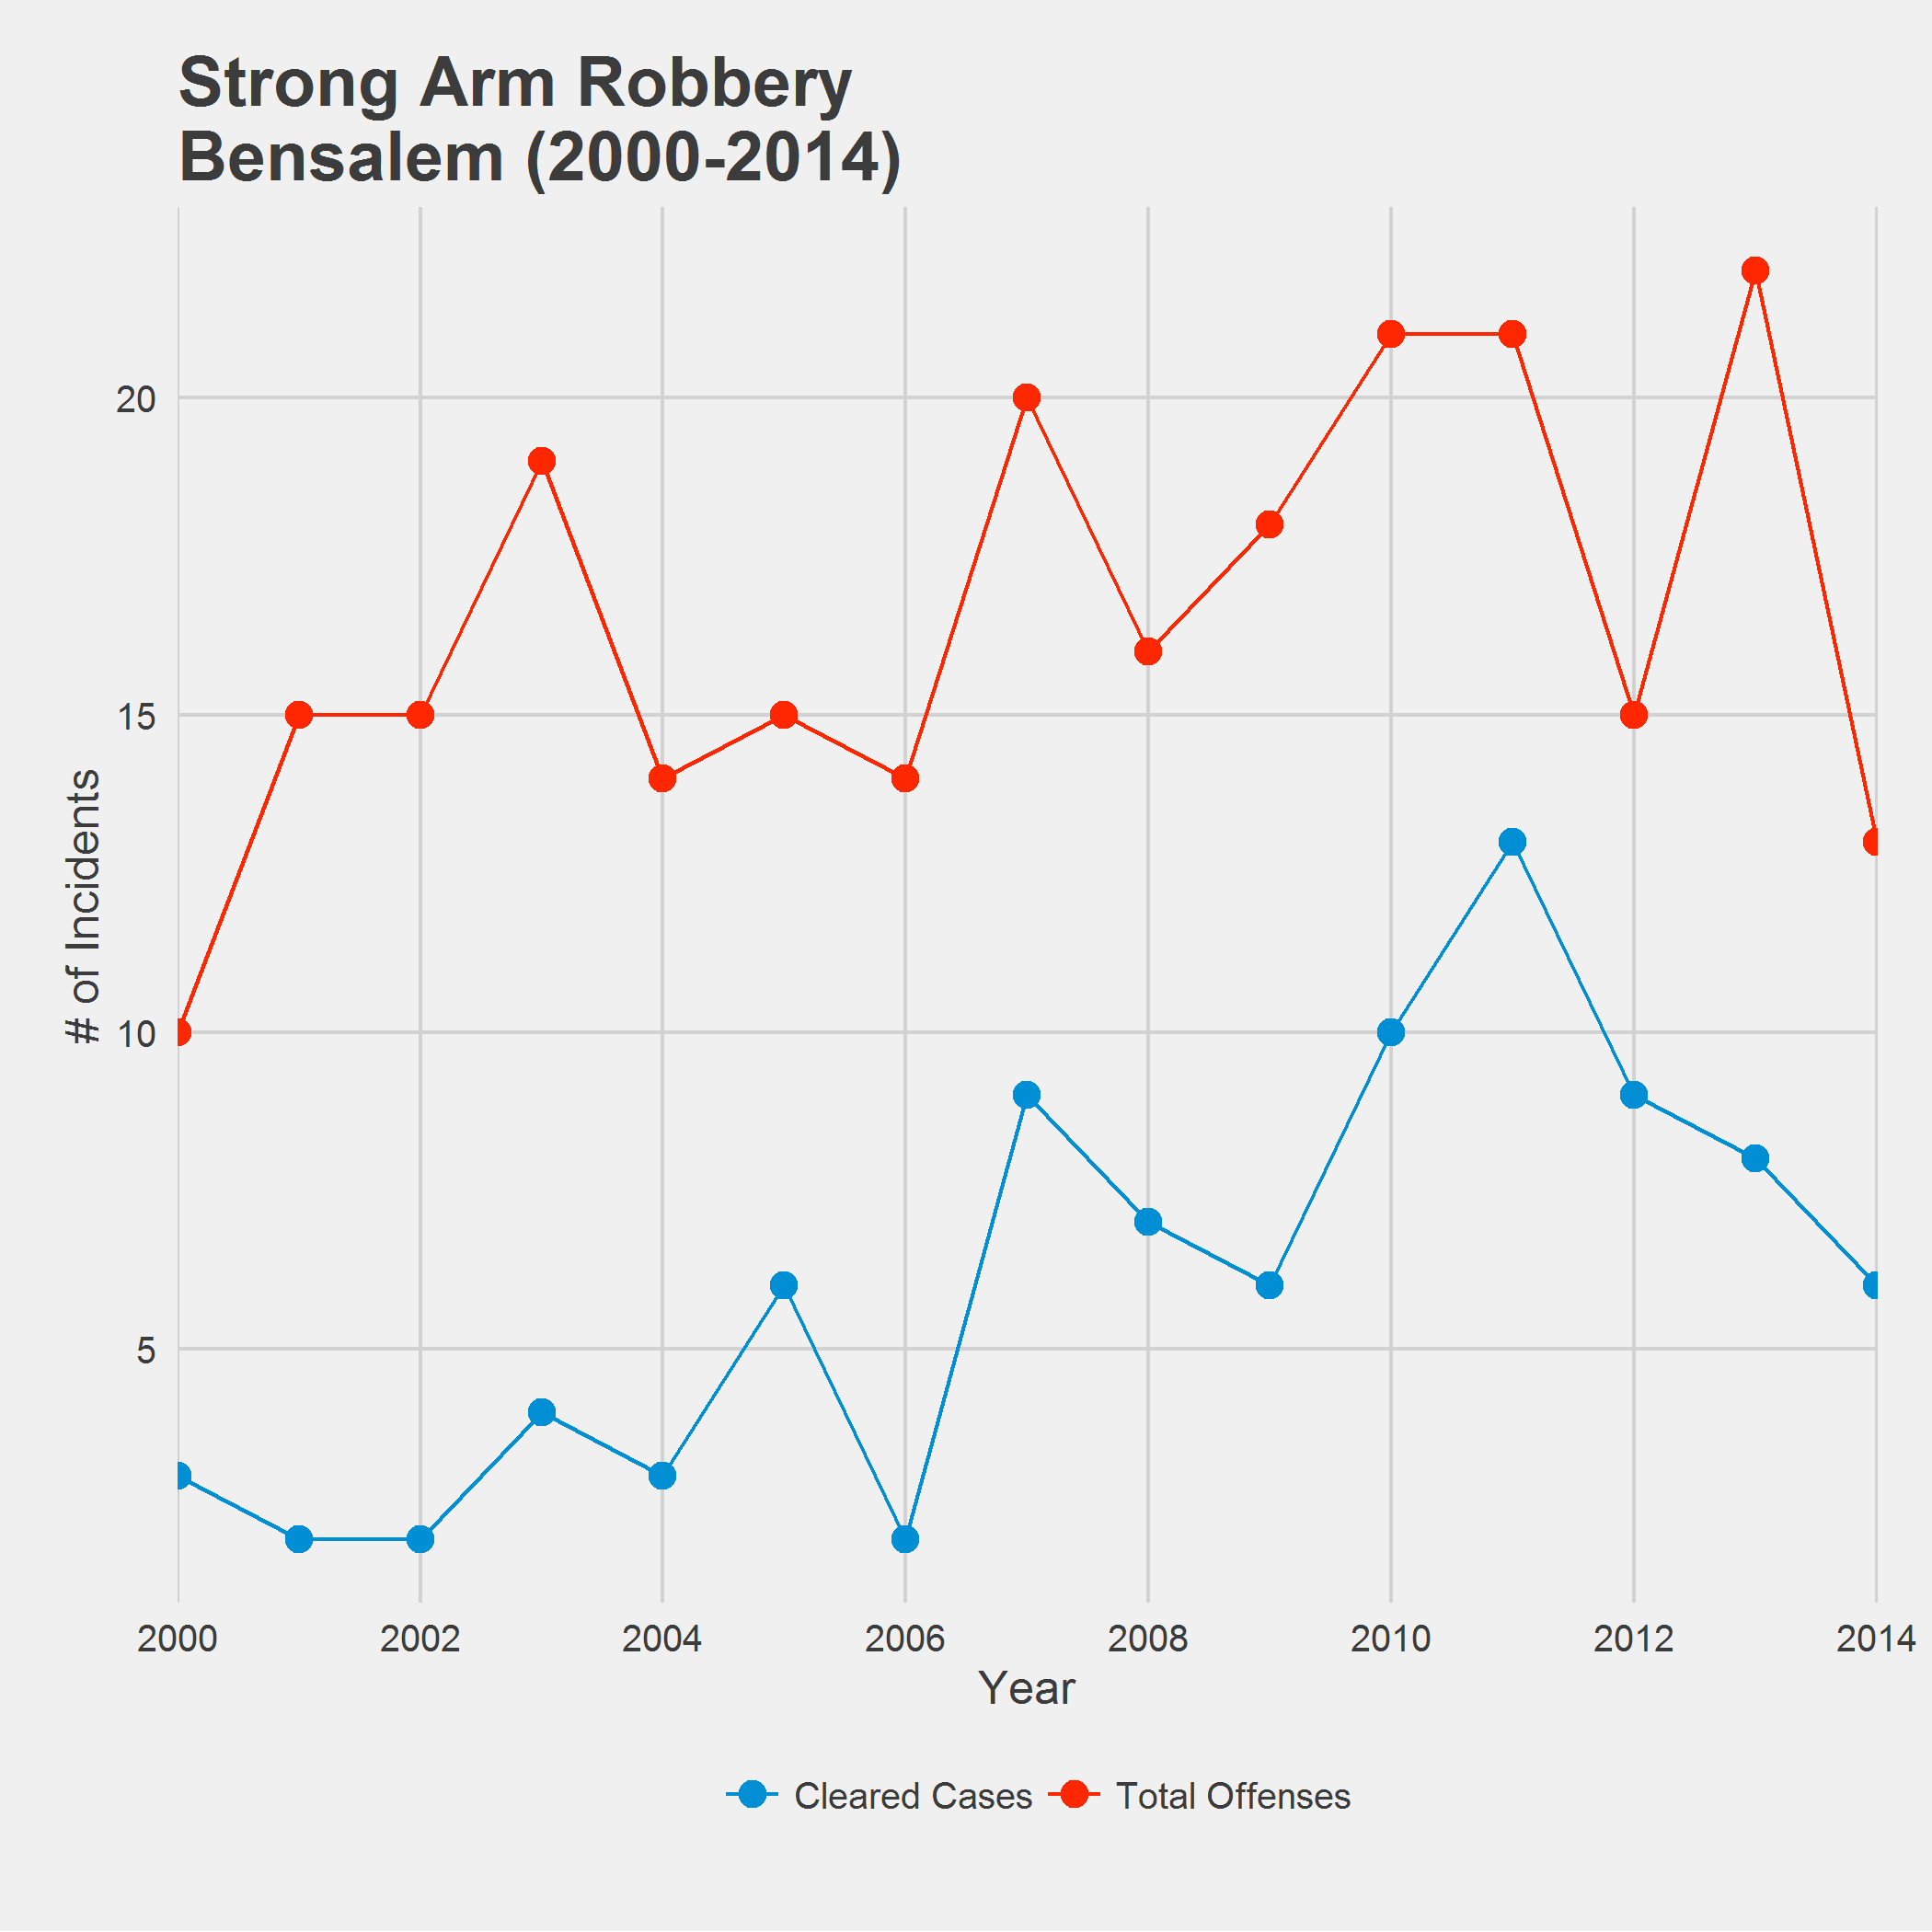 Strong Arm Robbery
Bensalem (2000-2014)
# of Incidents
20
15
10
5
2000 2002 2004 2006 2008 2010 2012 2014
Year
Cleared Cases Total Offenses